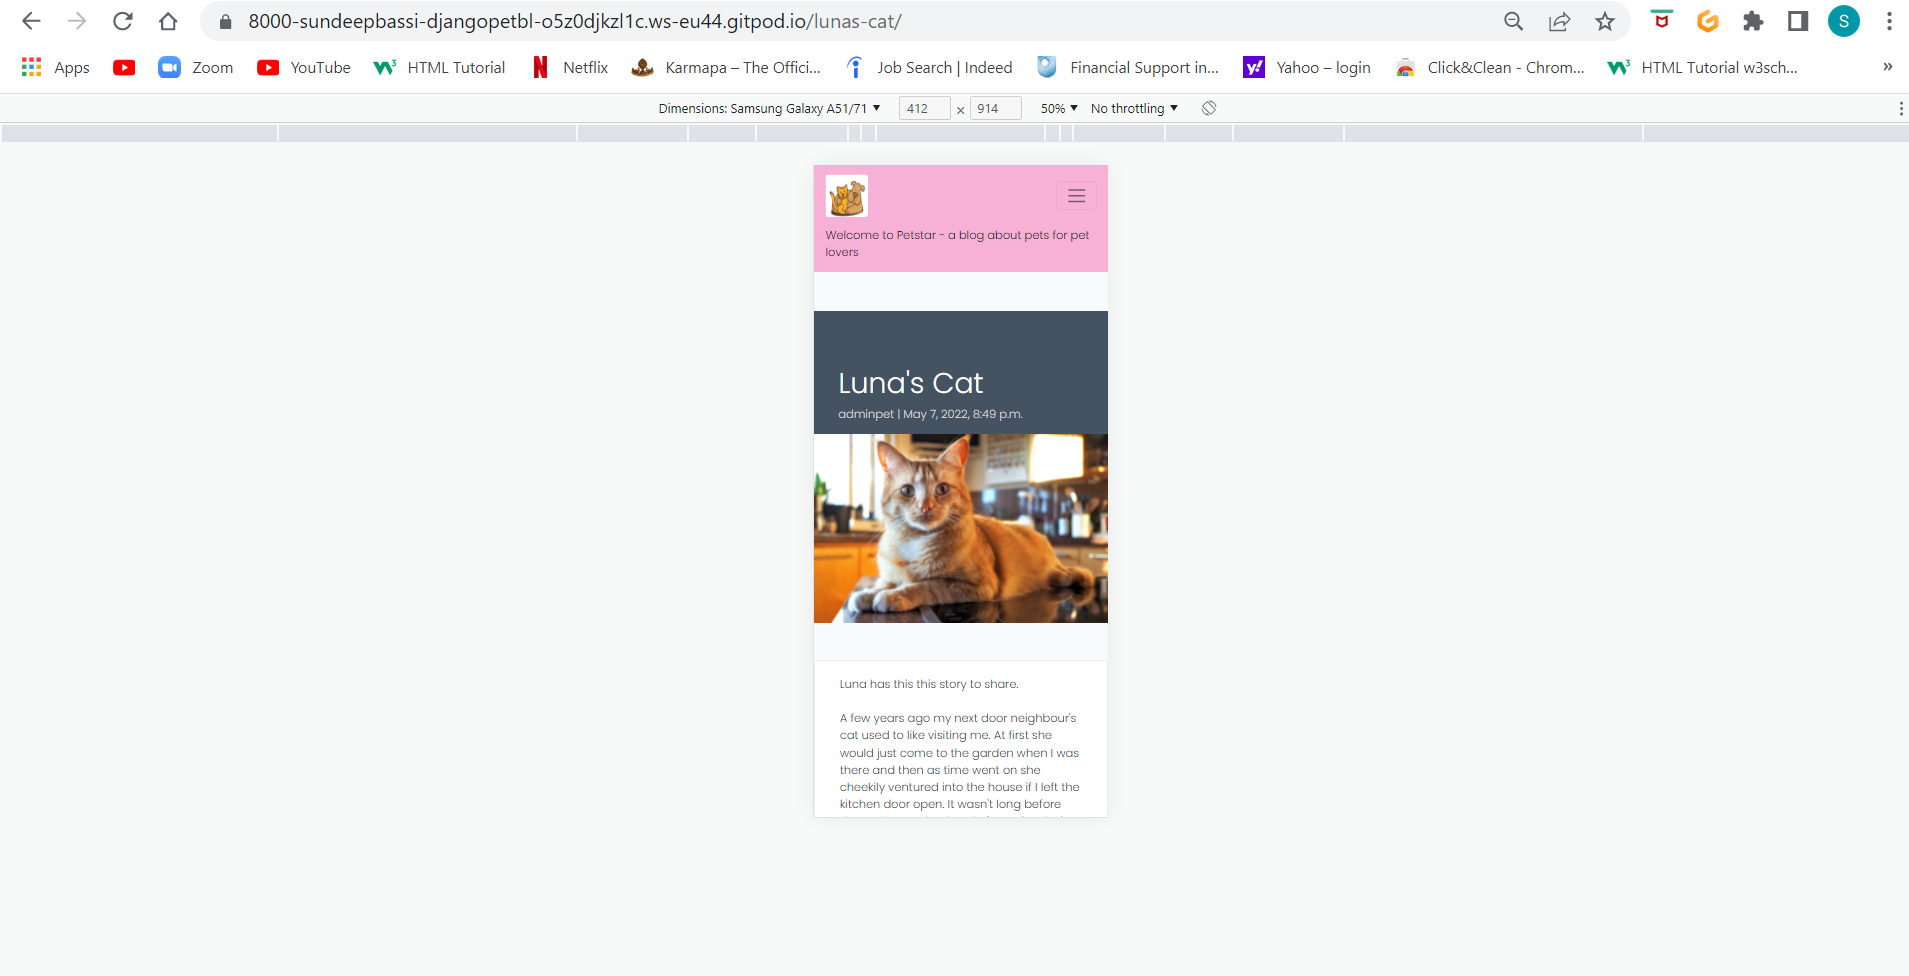 8000-sundeepbassi-djangopetbl-o5z0djkzl1c.ws-eu44.gitpod.io/lunas-cat/
S
Apps Zoom YouTube HTML Tutorial Netflix Karmapa – The Offici... Job Search | Indeed Financial Support in... Yahoo – login Click&Clean - Chrom... HTML Tutorial w3sch... »
Dimensions: Samsung Galaxy A51/71 412 × 914 50% No throttling
Welcome to Petstar - a blog about pets for pet
lovers
Luna's Cat
adminpet | May 7, 2022, 8:49 p.m.
Luna has this this story to share.
A few years ago my next door neighbour's
cat used to like visiting me. At first she
would just come to the garden when I was
there and then as time went on she
cheekily ventured into the house if I left the
kitchen door open. It wasn't long before